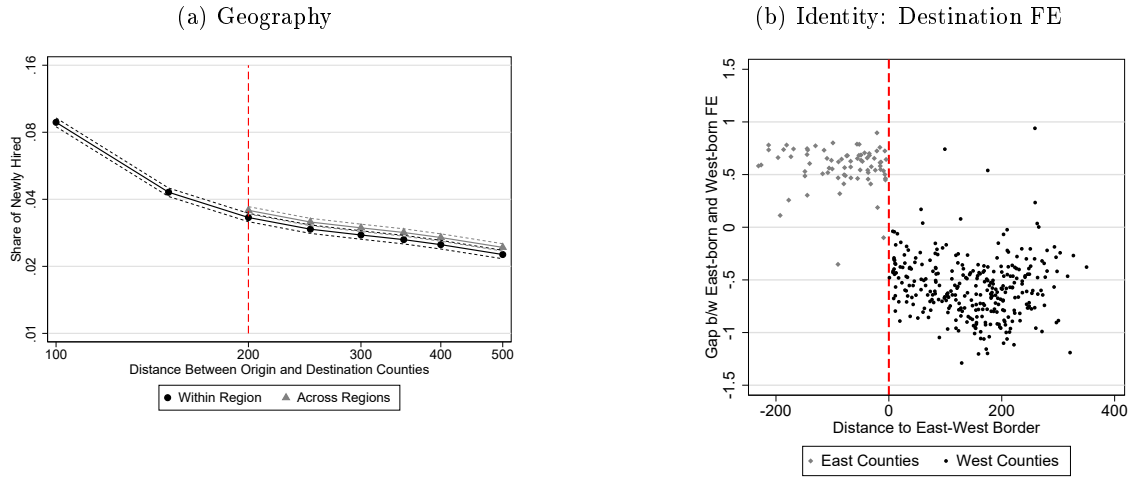 (a) Geography
Share of Newly Hired
.16
.08
.04
.02
.01
100
200
300
400
500
Distance Between Origin and Destination Counties
Within Region
Across Regions
(b) Identity: Destination FE
Gap b/w East-born and West-born FE
1.5
1
.5
0
-.5
-1
-1.5
-200
0
200
400
Distance to East-West Border
East Counties
West Counties